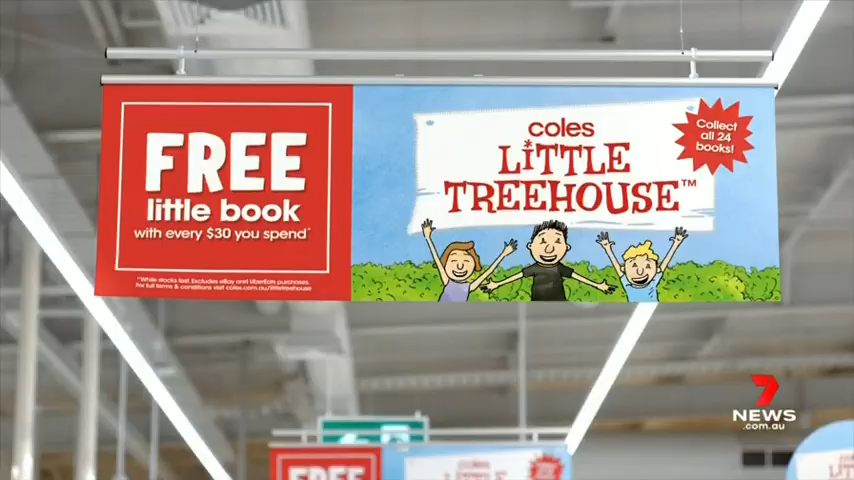 FREE
little book
with every $30 you spend*
*While stocks last. Excludes eBay and UberEats purchases.
For full terms & conditions visit coles.com.au/littletreehouse
coles
LITTLE
TREEHOUSE™
Collect
all 24
books!
7
NEWS
.com.au
FREE
coles